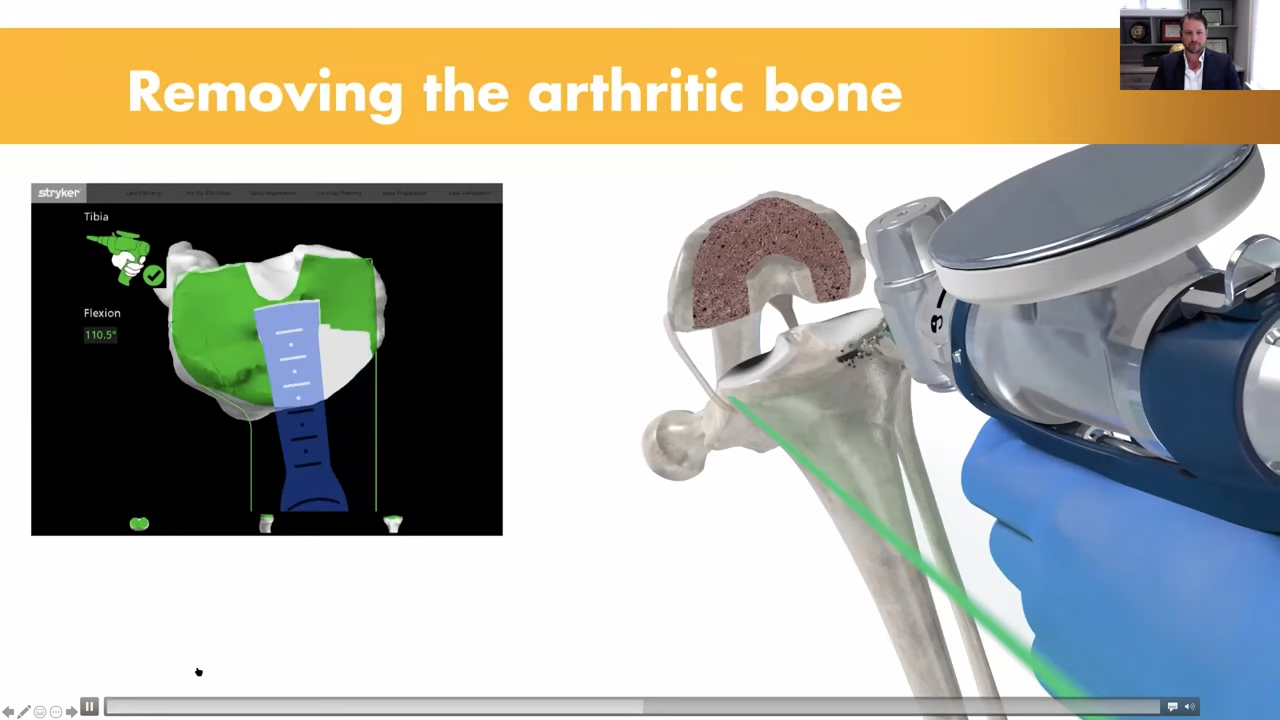 Removing the arthritic bone
stryker
Tibia
Flexion
110.5°